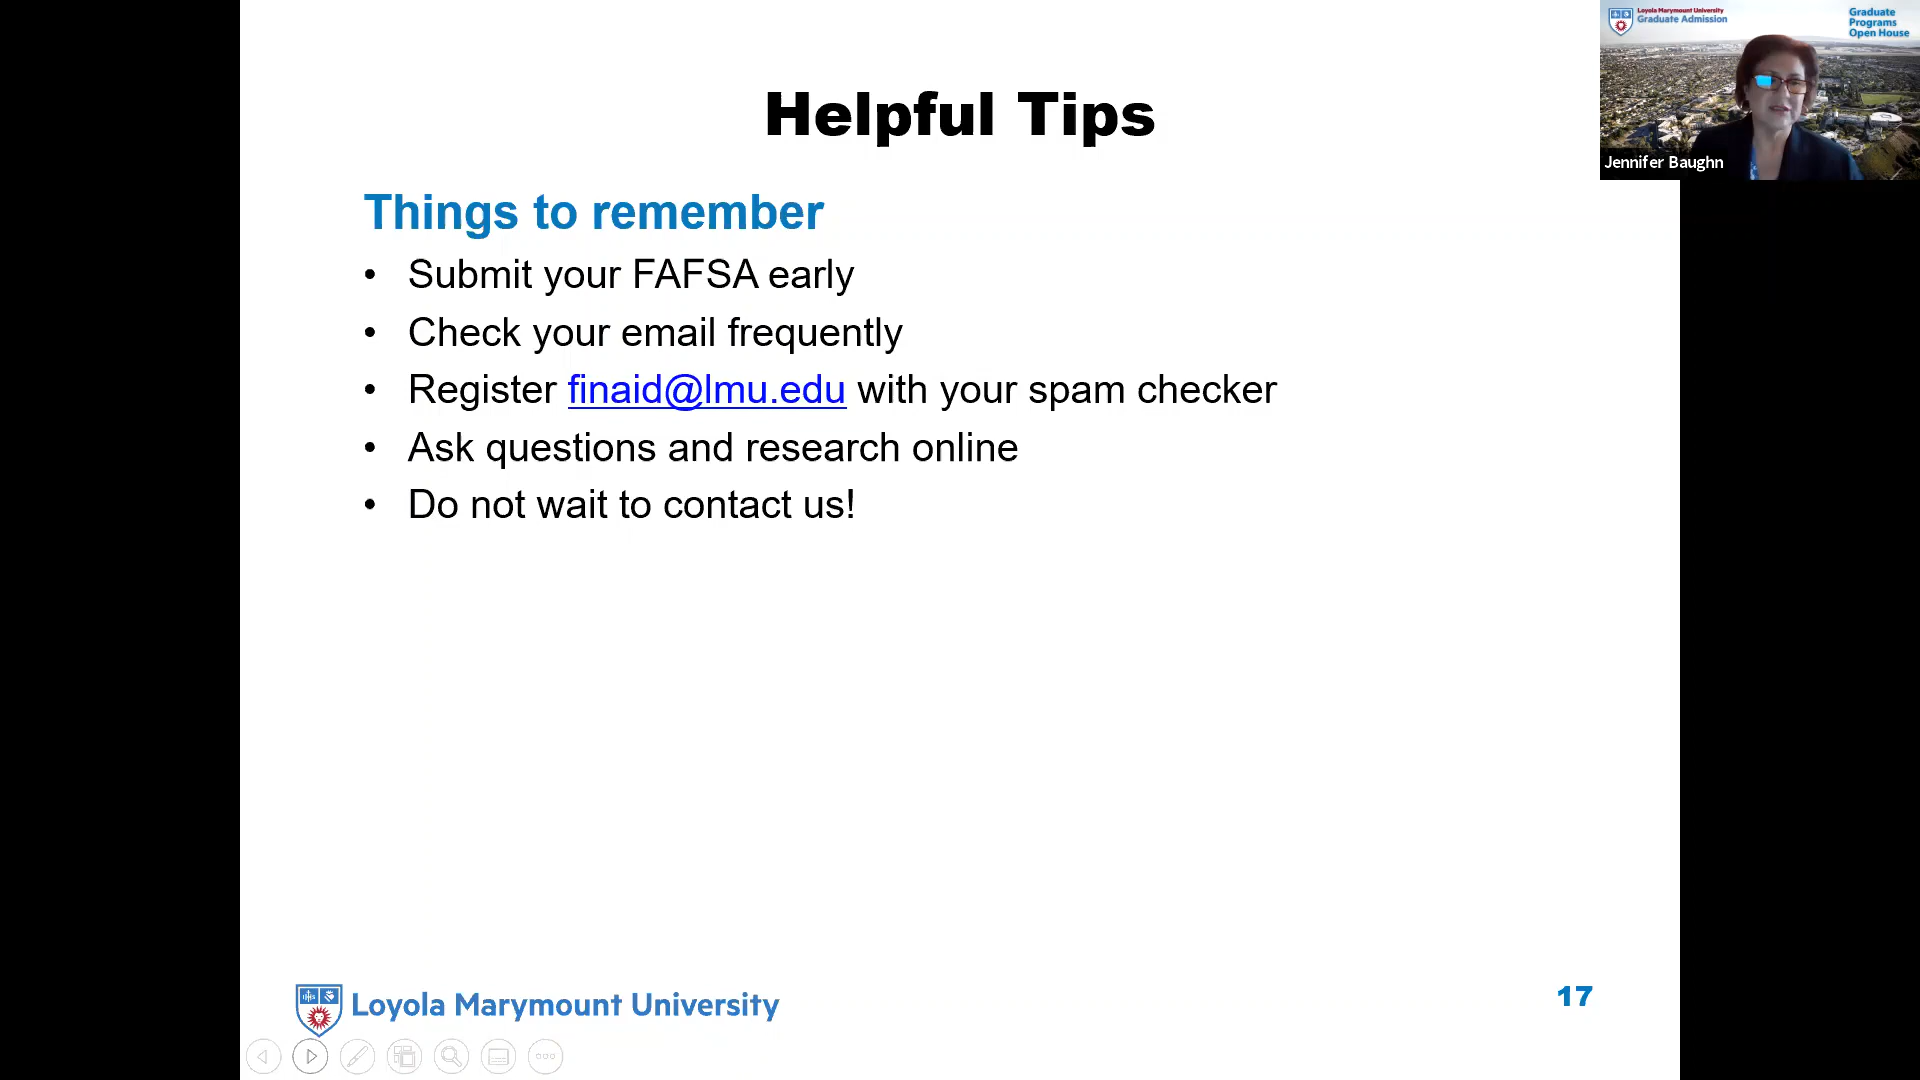 Helpful Tips
Things to remember
• Submit your FAFSA early
• Check your email frequently
• Register finaid@lmu.edu with your spam checker
• Ask questions and research online
• Do not wait to contact us!
Loyola Marymount University
17
Loyola Marymount University
Graduate Admission
Graduate
Programs
Open House
Jennifer Baughn